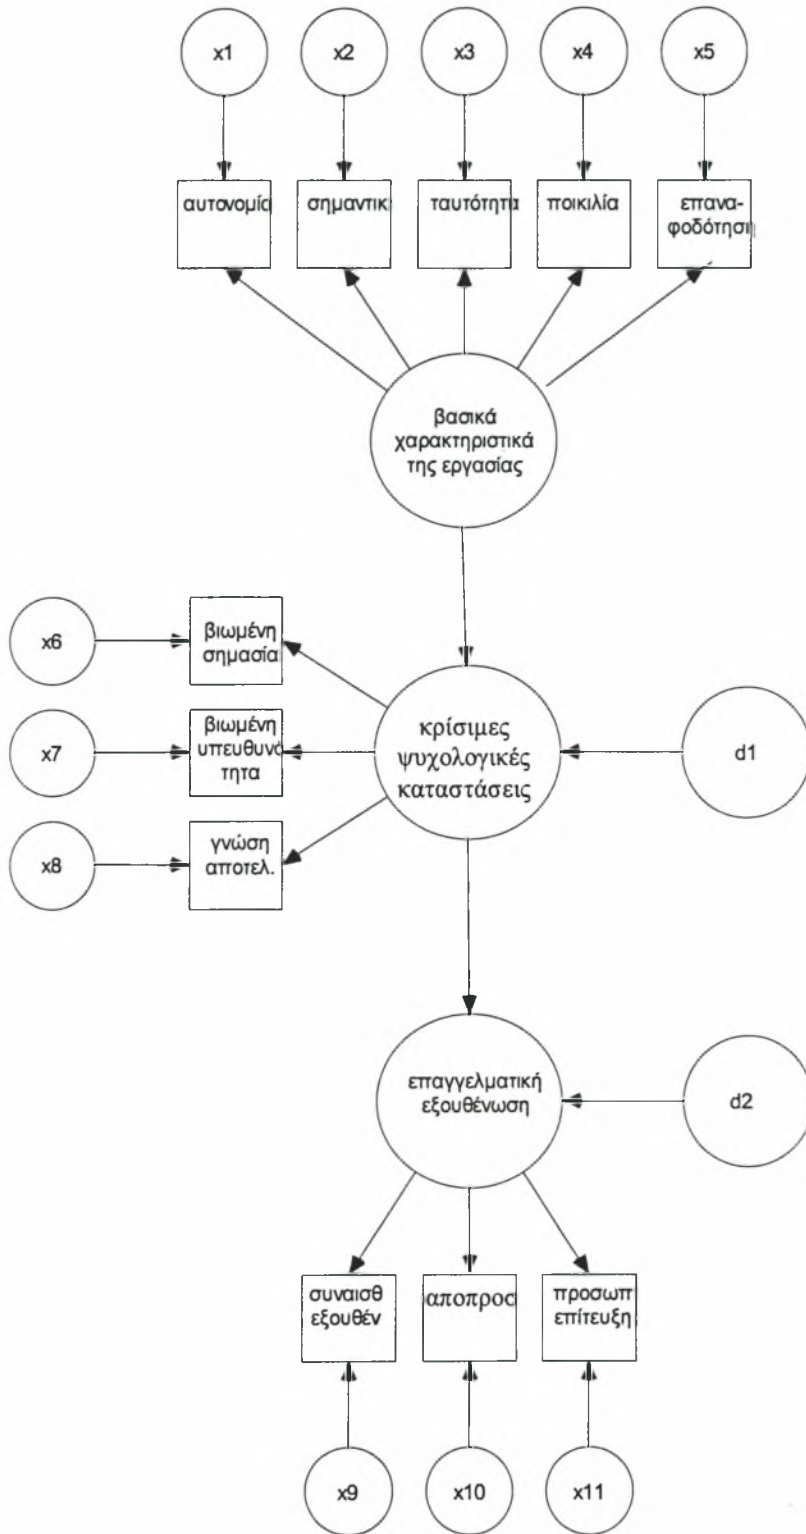 x1
x2
x3
x4
x5
αυτονομία
σημαντικ
ταυτότητα
ποικιλία
επανα-
φοδότηση
βασικά
χαρακτηριστικά
της εργασίας
x6
βιωμένη
σημασία
x7
βιωμένη
υπευθυνό
τητα
κρίσιμες
ψυχολογικές
καταστάσεις
d1
x8
γνώση
αποτελ.
επαγγελματική
εξουθένωση
d2
συναισθ
εξουθέν
αποπροσ
προσωπ
επίτευξη
x9
x10
x11